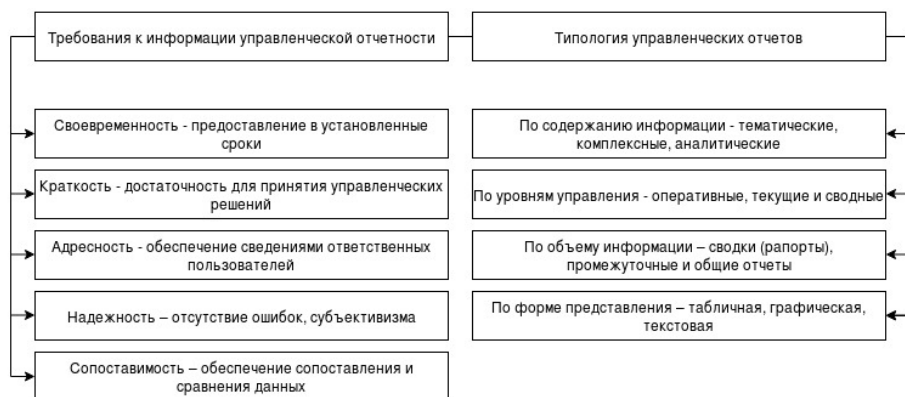 Требования к информации управленческой отчетности
Типология управленческих отчетов
Своевременность - предоставление в установленные
сроки
По содержанию информации - тематические,
комплексные, аналитические
Краткость - достаточность для принятия управленческих
решений
По уровням управления - оперативные, текущие и сводные
Адресность - обеспечение сведениями ответственных
пользователей
По объему информации – сводки (рапорты),
промежуточные и общие отчеты
Надежность – отсутствие ошибок, субъективизма
По форме представления – табличная, графическая,
текстовая
Сопоставимость – обеспечение сопоставления и
сравнения данных